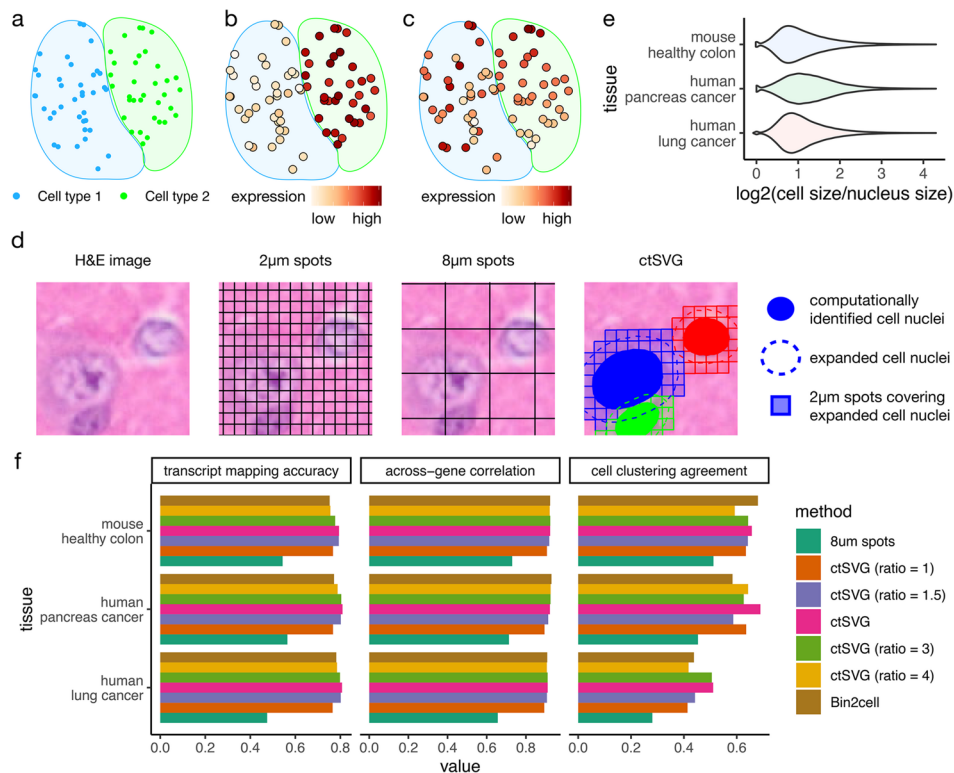 a
Cell type 1
Cell type 2
b
expression
low
high
c
expression
low
high
e
tissue
mouse
healthy colon
human
pancreas cancer
human
lung cancer
0
1
2
3
4
log2(cell size/nucleus size)
d
H&E image
2μm spots
8μm spots
ctSVG
computationally
identified cell nuclei
expanded cell nuclei
2μm spots covering
expanded cell nuclei
f
transcript mapping accuracy
across-gene correlation
cell clustering agreement
tissue
mouse
healthy colon
human
pancreas cancer
human
lung cancer
0.0
0.2
0.4
0.6
0.8
0.0
0.2
0.4
0.6
0.8
0.0
0.2
0.4
0.6
value
method
8um spots
ctSVG (ratio = 1)
ctSVG (ratio = 1.5)
ctSVG
ctSVG (ratio = 3)
ctSVG (ratio = 4)
Bin2cell